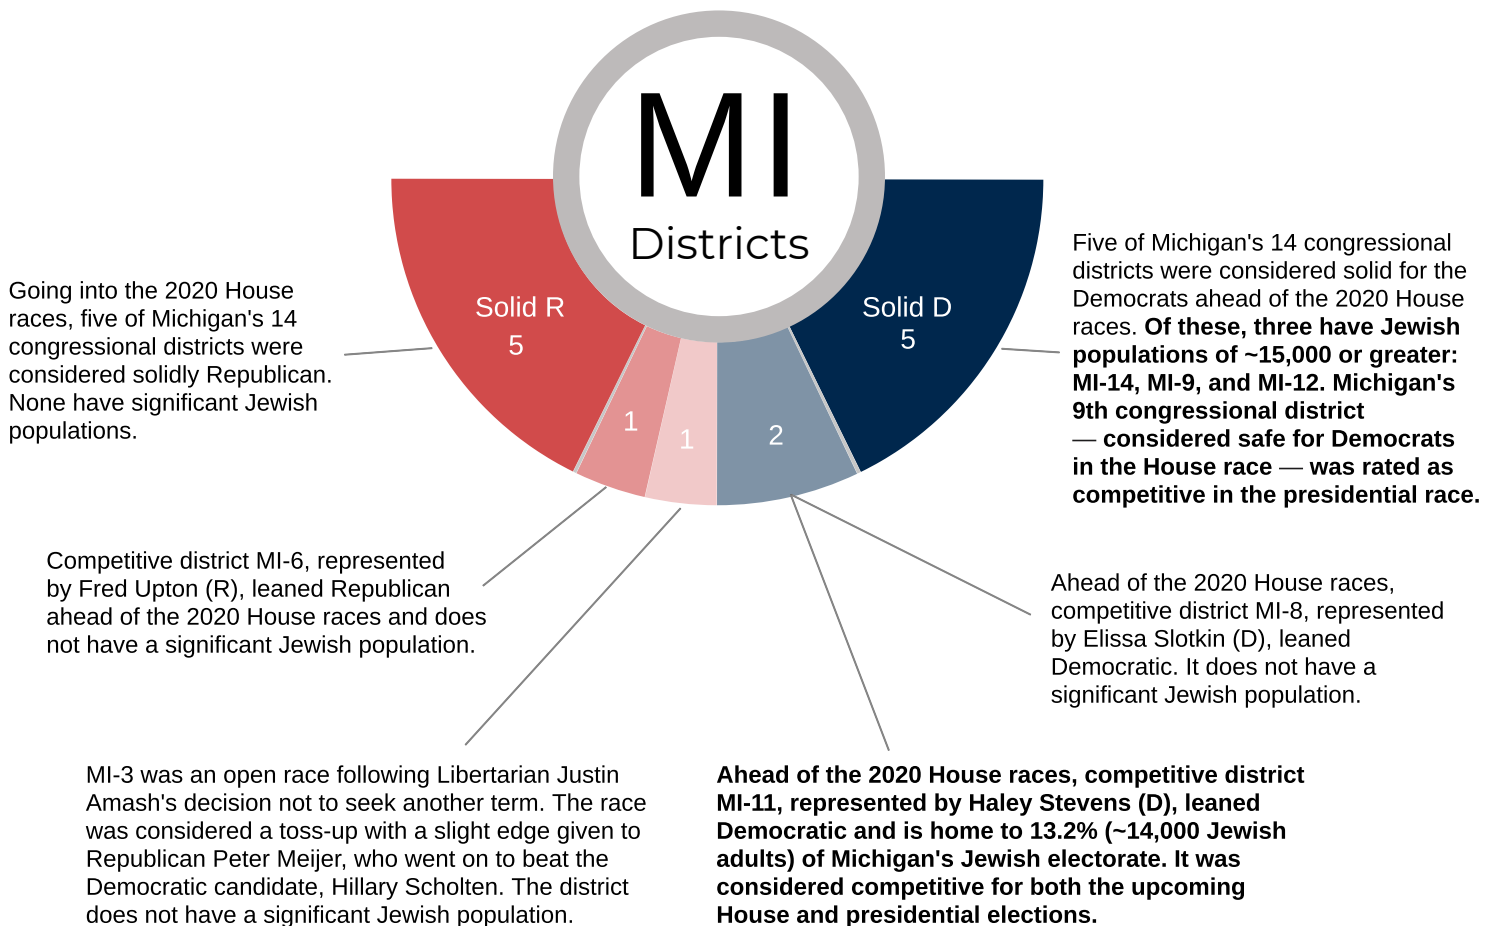 MI
Districts
Solid R
5
Solid D
5
1
1
2
Going into the 2020 House
races, five of Michigan's 14
congressional districts were
considered solidly Republican.
None have significant Jewish
populations.
Five of Michigan's 14 congressional
districts were considered solid for the
Democrats ahead of the 2020 House
races. Of these, three have Jewish
populations of ~15,000 or greater:
MI-14, MI-9, and MI-12. Michigan's
9th congressional district
— considered safe for Democrats
in the House race — was rated as
competitive in the presidential race.
Competitive district MI-6, represented
by Fred Upton (R), leaned Republican
ahead of the 2020 House races and does
not have a significant Jewish population.
Ahead of the 2020 House races,
competitive district MI-8, represented
by Elissa Slotkin (D), leaned
Democratic. It does not have a
significant Jewish population.
MI-3 was an open race following Libertarian Justin
Amash's decision not to seek another term. The race
was considered a toss-up with a slight edge given to
Republican Peter Meijer, who went on to beat the
Democratic candidate, Hillary Scholten. The district
does not have a significant Jewish population.
Ahead of the 2020 House races, competitive district
MI-11, represented by Haley Stevens (D), leaned
Democratic and is home to 13.2% (~14,000 Jewish
adults) of Michigan's Jewish electorate. It was
considered competitive for both the upcoming
House and presidential elections.